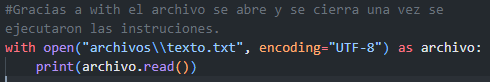 #Gracias a with el archivo se abre y se cierra una vez se
ejecutaron las instruciones.
with open("archivos\\texto.txt", encoding="UTF-8") as archivo:
    print(archivo.read())